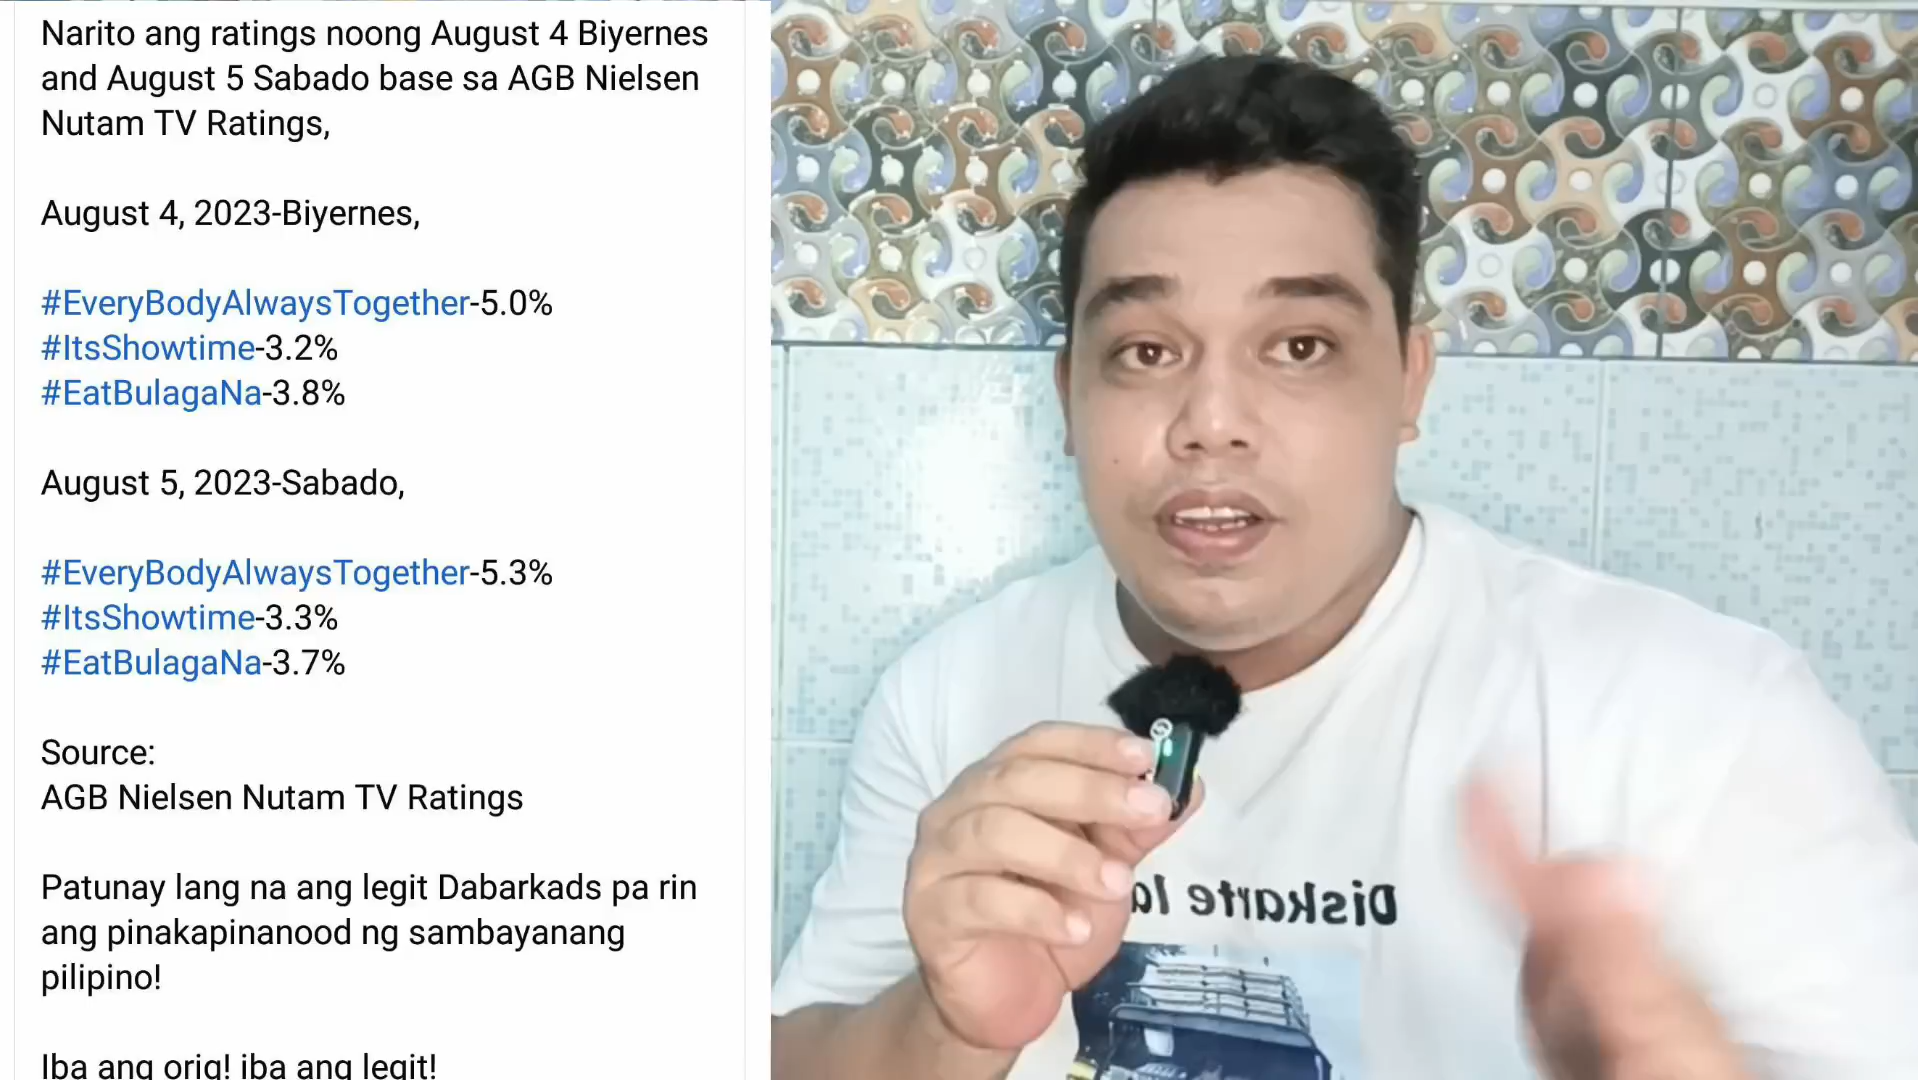 Narito ang ratings noong August 4 Biyernes
and August 5 Sabado base sa AGB Nielsen
Nutam TV Ratings,
August 4, 2023-Biyernes,
#EveryBodyAlwaysTogether-5.0%
#ItsShowtime-3.2%
#EatBulagaNa-3.8%
August 5, 2023-Sabado,
#EveryBodyAlwaysTogether-5.3%
#ItsShowtime-3.3%
#EatBulagaNa-3.7%
Source:
AGB Nielsen Nutam TV Ratings
Patunay lang na ang legit Dabarkads pa rin
ang pinakapinanood ng sambayanang
pilipino!
Iba ang orig! iba ang legit!
Diskarte